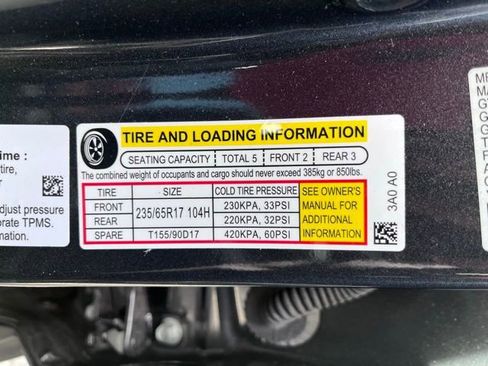 TIRE AND LOADING INFORMATION
SEATING CAPACITY TOTAL 5 FRONT 2 REAR 3
The combined weight of occupants and cargo should never exceed 385kg or 850lbs.
TIRE SIZE COLD TIRE PRESSURE SEE OWNER'S MANUAL FOR ADDITIONAL INFORMATION
FRONT 235/65R17 104H 230KPA, 33PSI
REAR 220KPA, 32PSI
SPARE T155/90D17 420KPA, 60PSI
3A0 A0
ime :
tire,
djust pressure
orate TPMS.